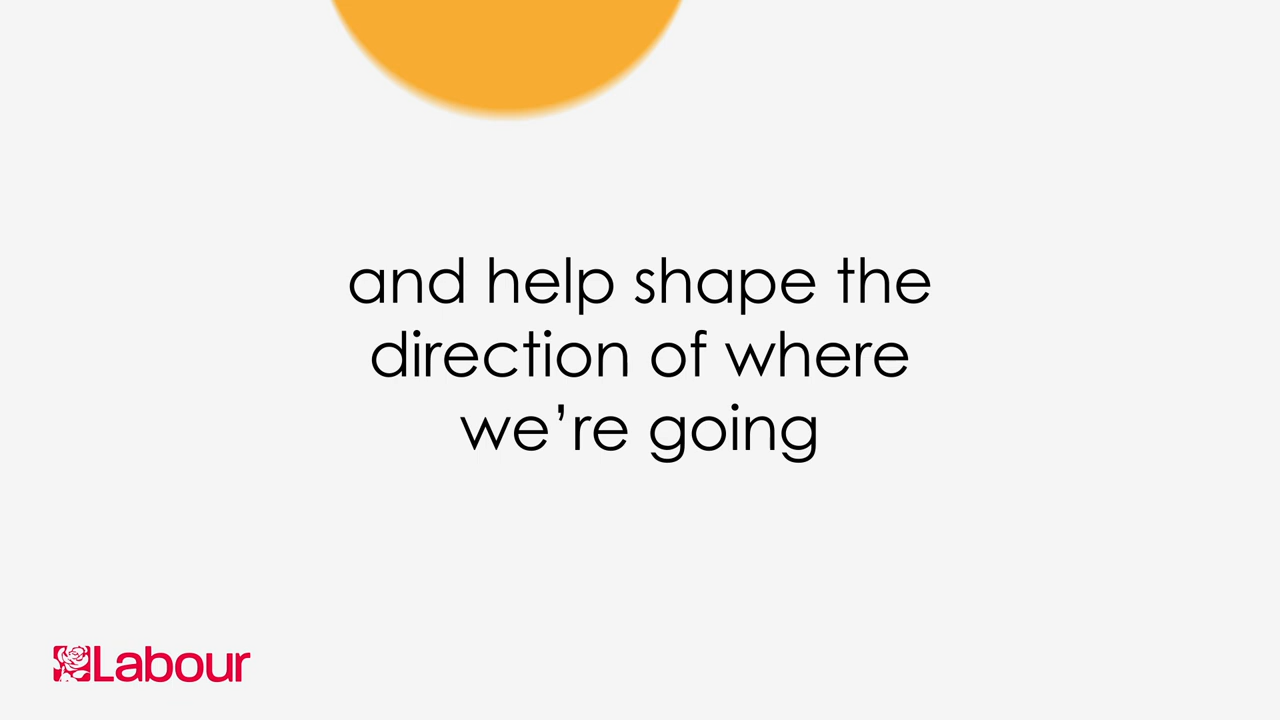 and help shape the
direction of where
we’re going
Labour